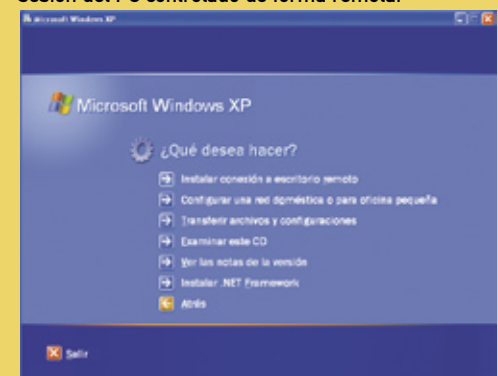 sesión del PC controlado de forma remota.
Microsoft Windows XP
Microsoft Windows XP
¿Qué desea hacer?
Instalar conexión a escritorio remoto
Configurar una red doméstica o para oficina pequeña
Transferir archivos y configuraciones
Examinar este CD
Ver las notas de la versión
Instalar .NET Framework
Atrás
Salir